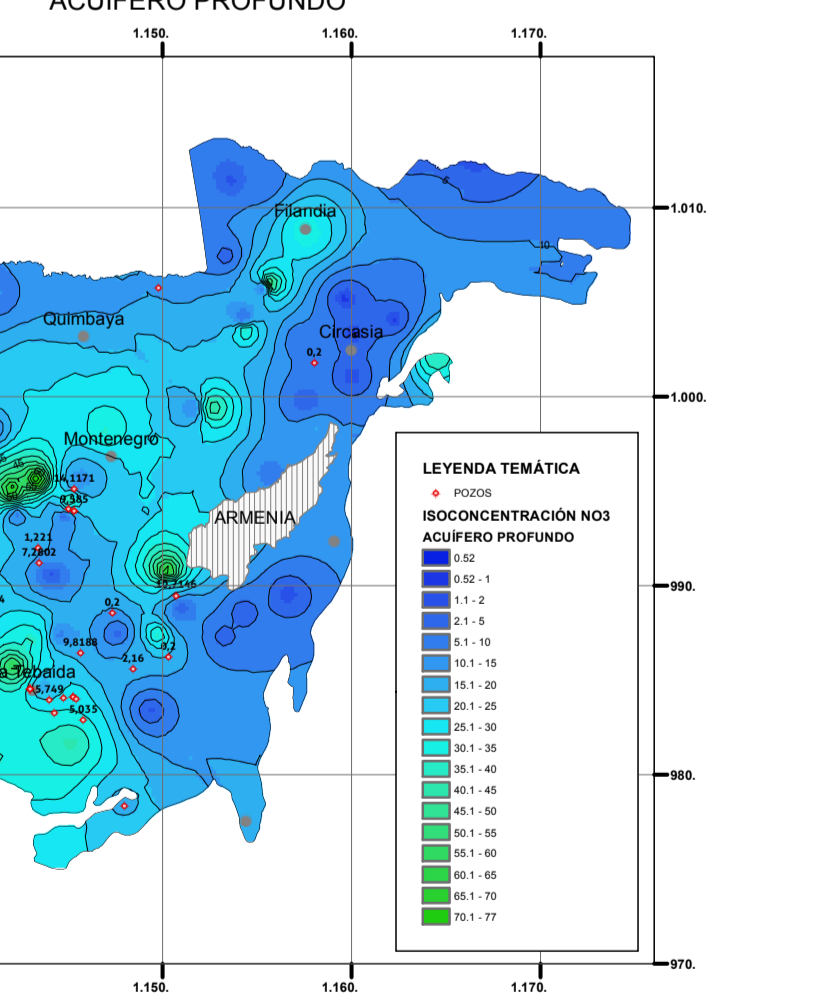 ACUÍFERO PROFUNDO
1.150.
1.160.
1.170.
5
1.010.
Filandia
10
Quimbaya
Circasia
0,2
1.000.
Montenegro
45
14,1171
9,585
LEYENDA TEMÁTICA
POZOS
ISOCONCENTRACIÓN NO3
ACUÍFERO PROFUNDO
ARMENIA
1,221
7,2802
0.52
0.52 - 1
1.1 - 2
2.1 - 5
5.1 - 10
10.1 - 15
15.1 - 20
20.1 - 25
25.1 - 30
30.1 - 35
35.1 - 40
40.1 - 45
45.1 - 50
50.1 - 55
55.1 - 60
60.1 - 65
65.1 - 70
70.1 - 77
990.
10,7146
0,2
9,8188
0,2
2,16
a Tebaida
5,749
5,035
980.
970.
1.150.
1.160.
1.170.